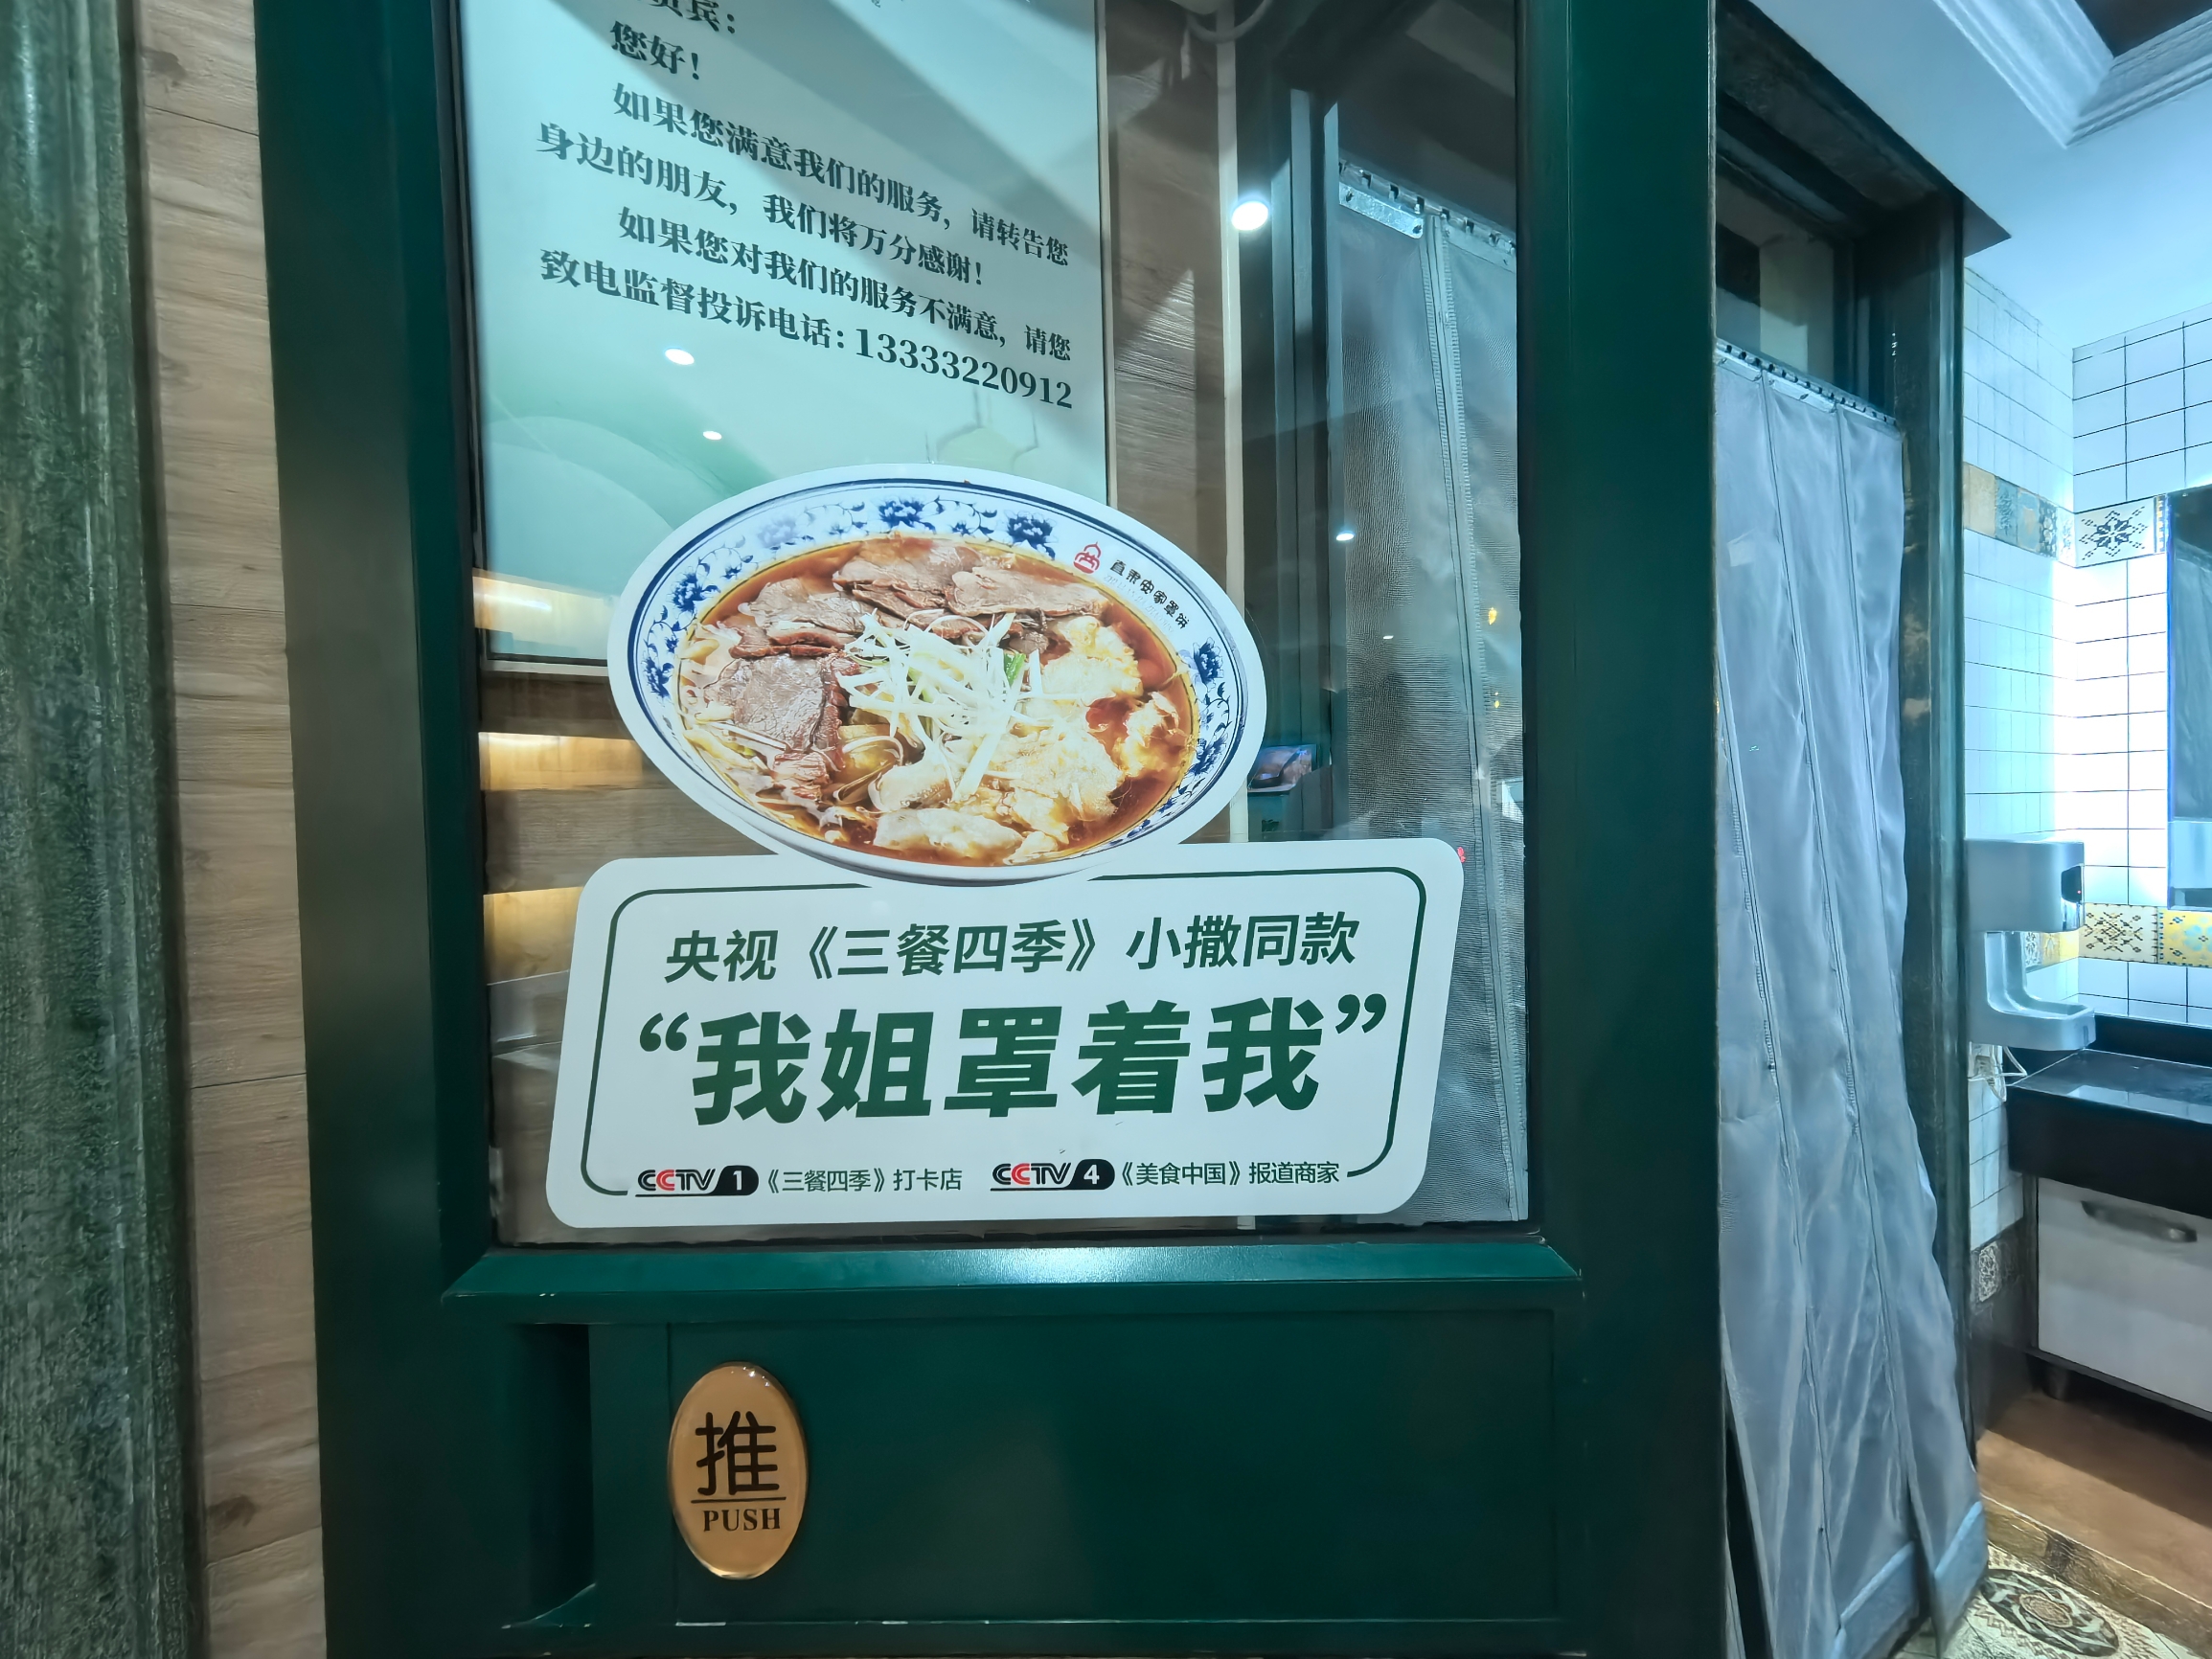 贵宾：
您好！
如果您满意我们的服务，请转告您
身边的朋友，我们将万分感谢！
如果您对我们的服务不满意，请您
致电监督投诉电话：13333220912
央视《三餐四季》小撒同款
“我姐罩着我”
CCTV 1《三餐四季》打卡店 CCTV 4《美食中国》报道商家
推
PUSH